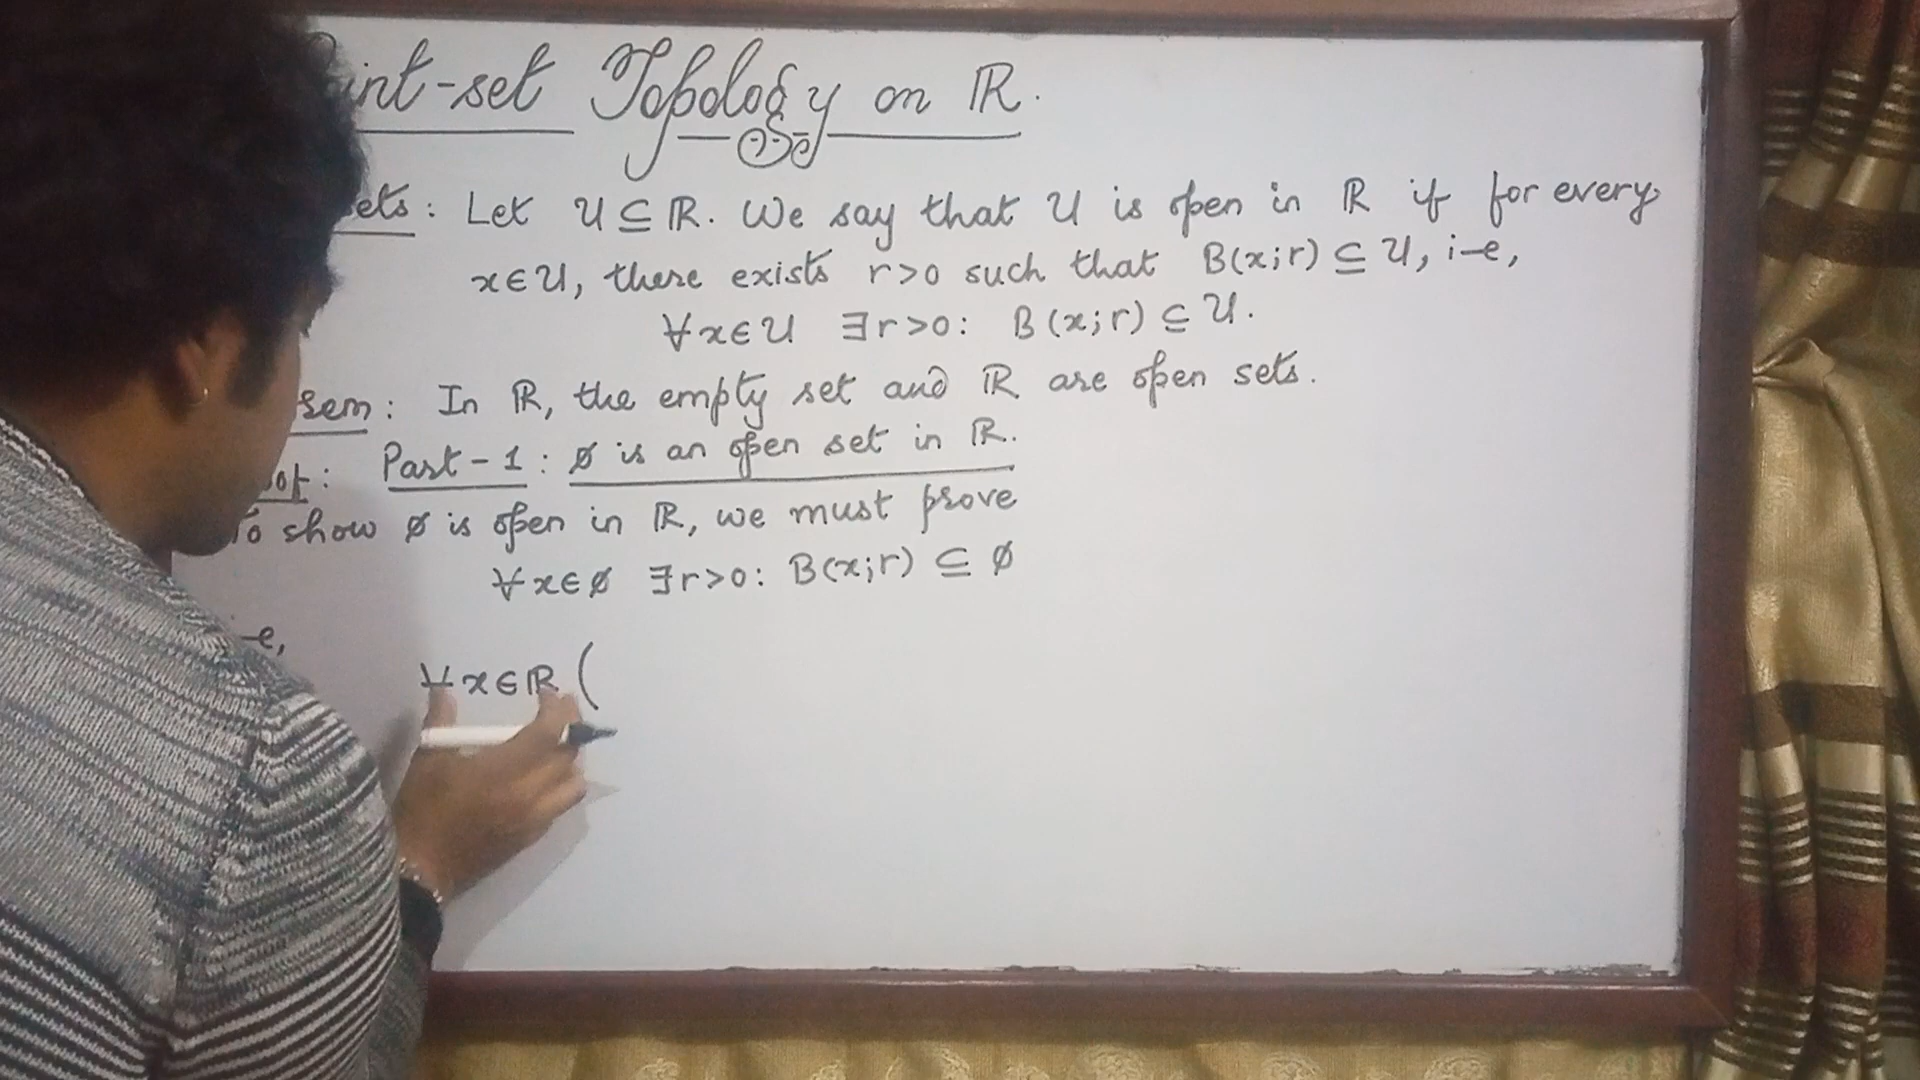 int-set Topology on ℝ.
ets: Let U ⊆ ℝ. We say that U is open in ℝ if for every
x∈U, there exists r>0 such that B(x;r) ⊆ U, i-e,
∀x∈U ∃r>0: B(x;r) ⊆ U.
rem: In ℝ, the empty set and ℝ are open sets.
oof: Part-1: ∅ is an open set in ℝ.
To show ∅ is open in ℝ, we must prove
∀x∈∅ ∃r>0: B(x;r) ⊆ ∅
-e,
∀x∈ℝ (